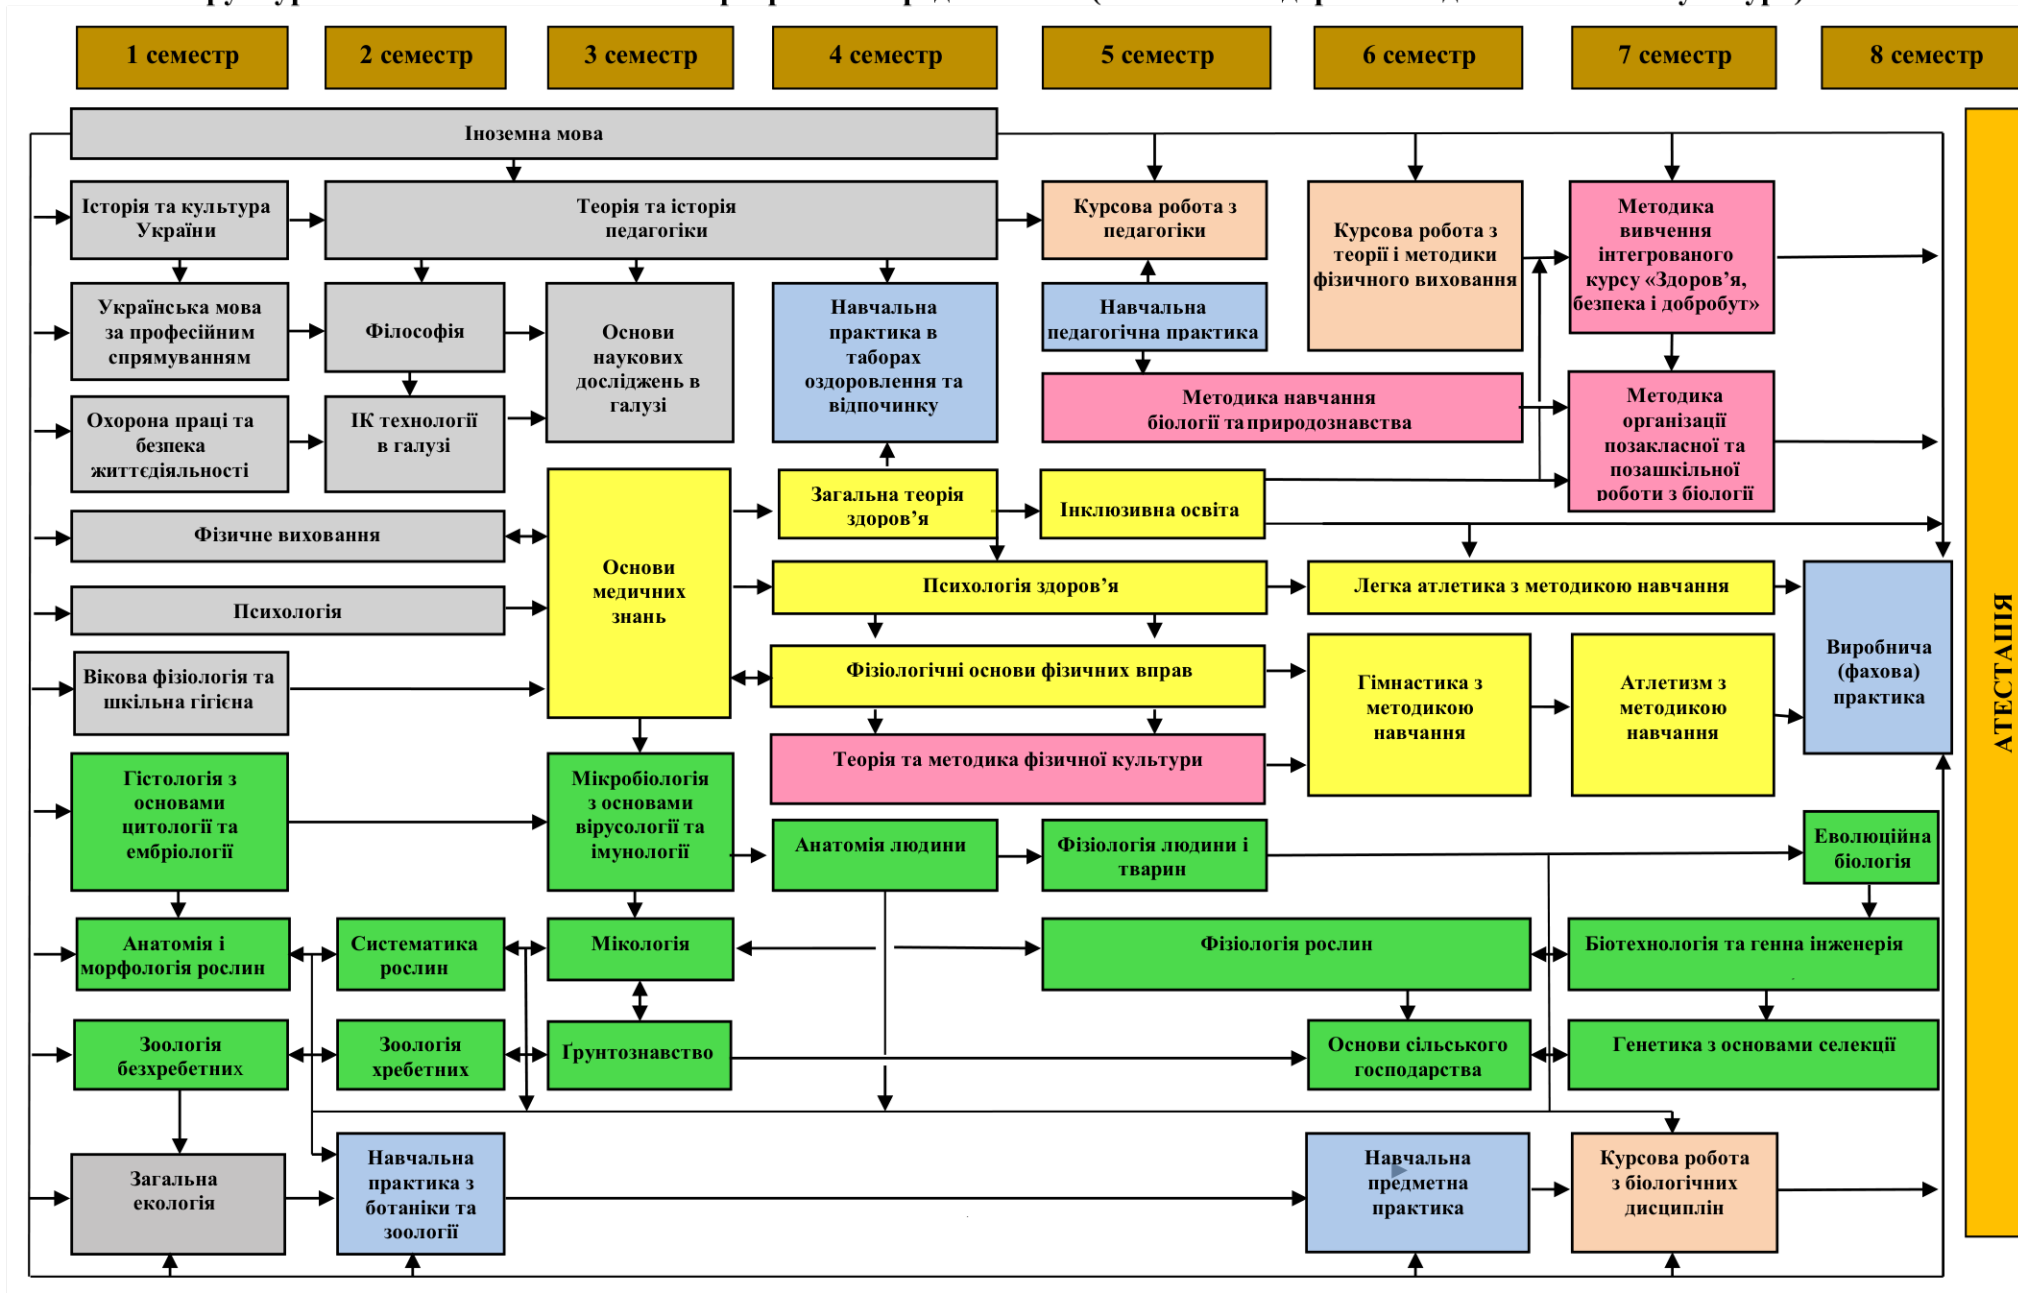 1 семестр
2 семестр
3 семестр
4 семестр
5 семестр
6 семестр
7 семестр
8 семестр
Іноземна мова
Історія та культура
України
Теорія та історія
педагогіки
Курсова робота з
педагогіки
Курсова робота з
теорії і методики
фізичного виховання
Методика
вивчення
інтегрованого
курсу «Здоров’я,
безпека і добробут»
Українська мова
за професійним
спрямуванням
Філософія
Основи
наукових
досліджень в
галузі
Навчальна
практика в
таборах
оздоровлення та
відпочинку
Навчальна
педагогічна практика
Методика навчання
біології та природознавства
Методика
організації
позакласної та
позашкільної
роботи з біології
Охорона праці та
безпека
життєдіяльності
ІК технології
в галузі
Фізичне виховання
Основи
медичних
знань
Загальна теорія
здоров’я
Інклюзивна освіта
Психологія
Психологія здоров’я
Легка атлетика з методикою навчання
Виробнича
(фахова)
практика
АТЕСТАЦІЯ
Вікова фізіологія та
шкільна гігієна
Фізіологічні основи фізичних вправ
Гімнастика з
методикою
навчання
Атлетизм з
методикою
навчання
Теорія та методика фізичної культури
Гістологія з
основами
цитології та
ембріології
Мікробіологія
з основами
вірусології та
імунології
Анатомія людини
Фізіологія людини і
тварин
Еволюційна
біологія
Анатомія і
морфологія рослин
Систематика
рослин
Мікологія
Фізіологія рослин
Біотехнологія та генна інженерія
Зоологія
безхребетних
Зоологія
хребетних
Ґрунтознавство
Основи сільського
господарства
Генетика з основами селекції
Загальна
екологія
Навчальна
практика з
ботаніки та
зоології
Навчальна
предметна
практика
Курсова робота
з біологічних
дисциплін